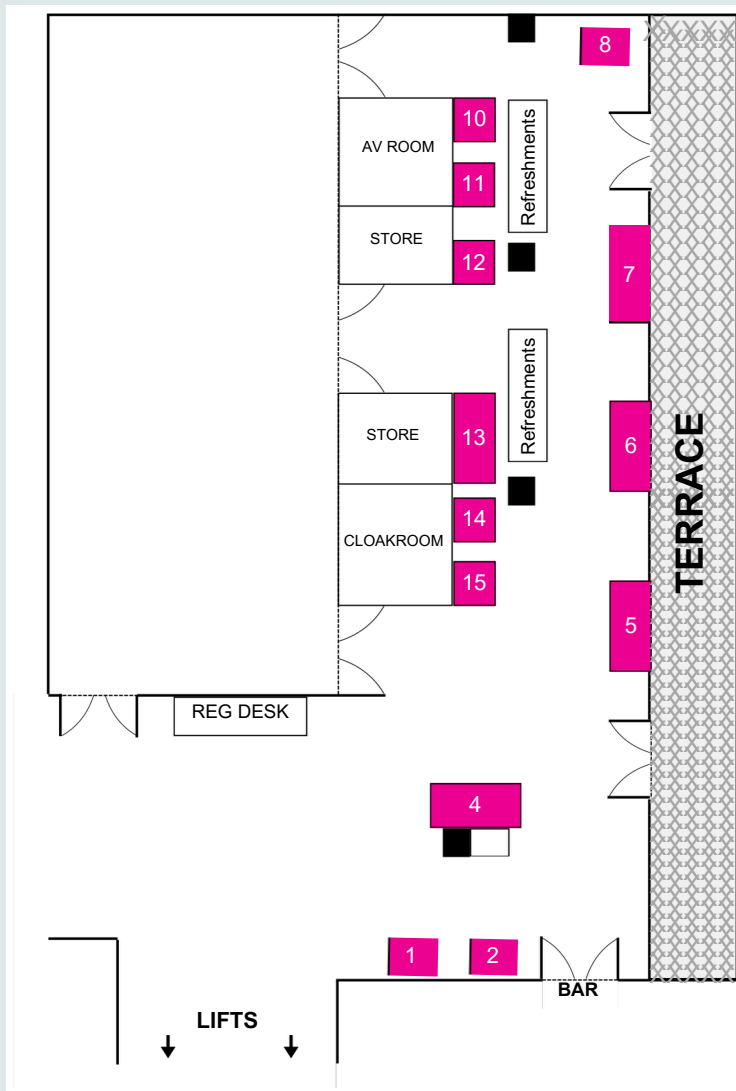 8
10
AV ROOM
Refreshments
11
STORE
12
7
Refreshments
STORE
13
6
TERRACE
14
CLOAKROOM
15
5
REG DESK
4
1
2
BAR
LIFTS